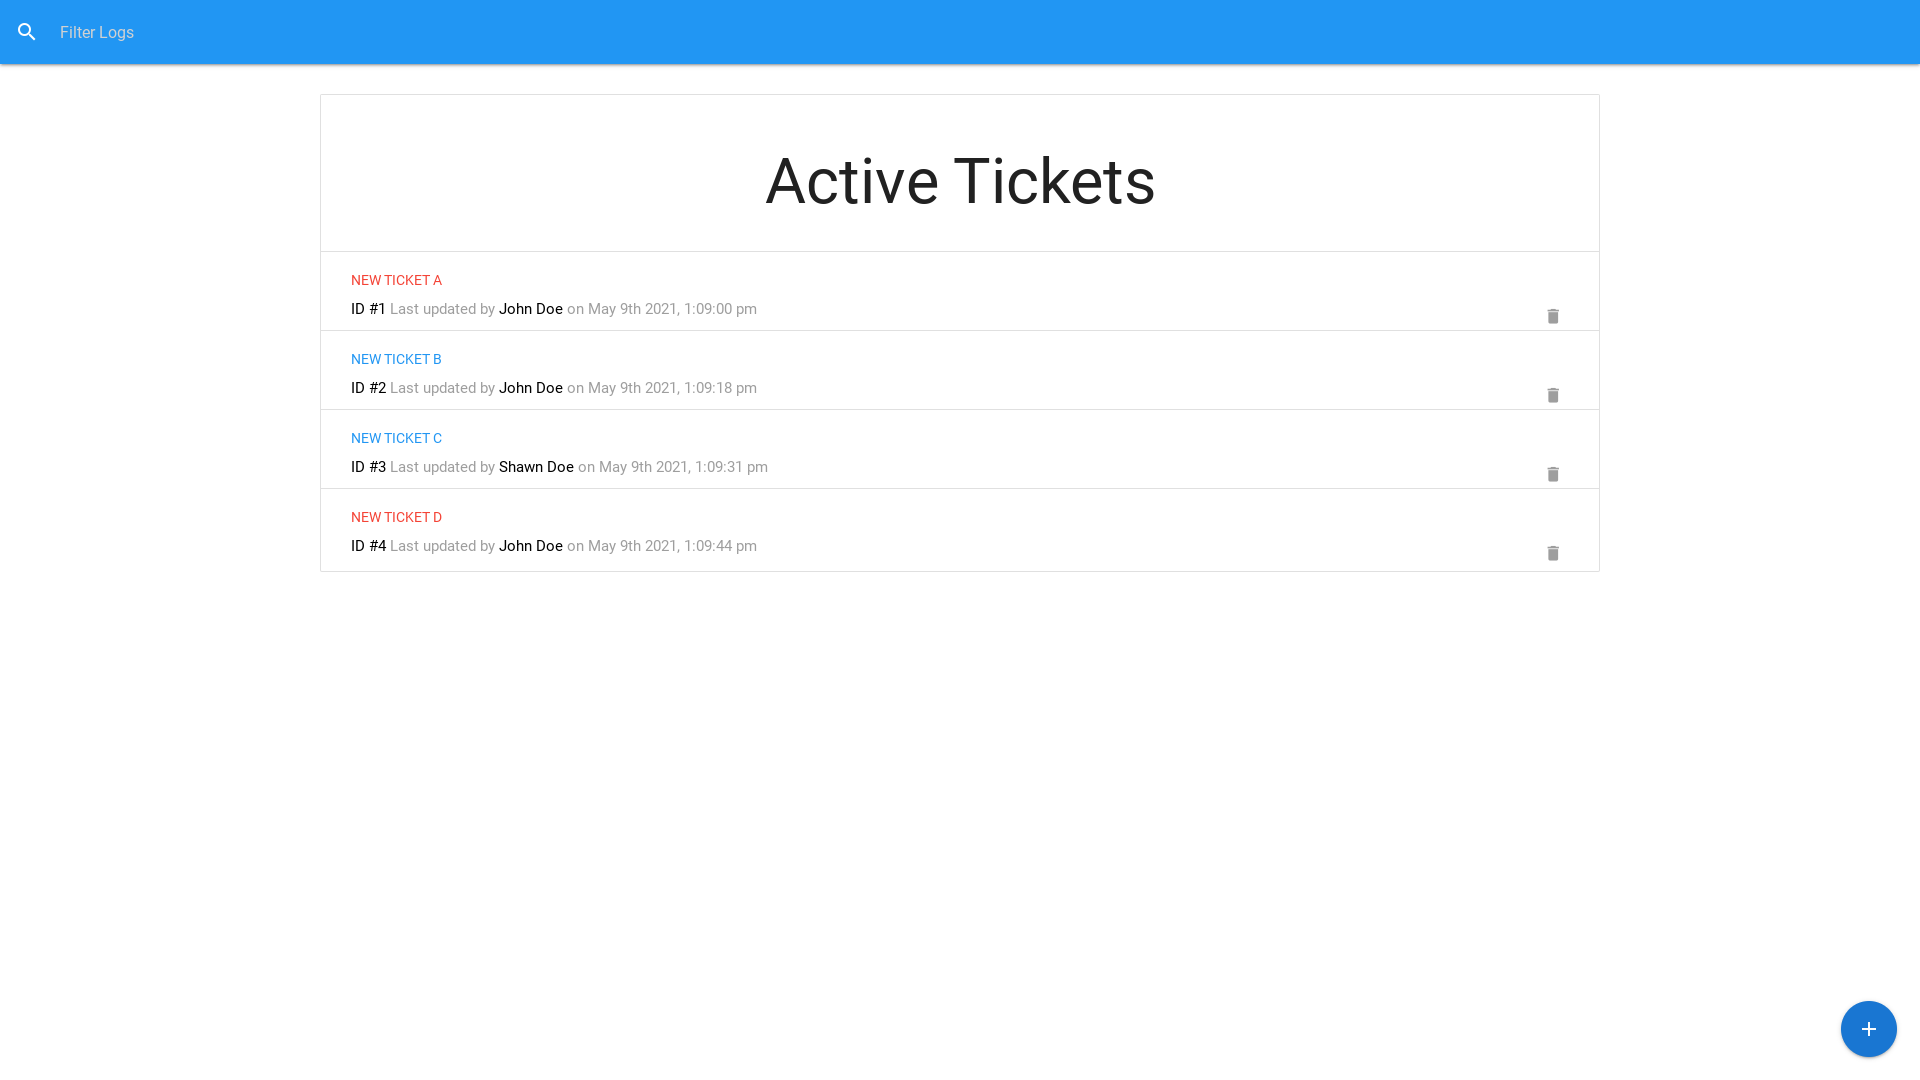 Filter Logs
Active Tickets
NEW TICKET A
ID #1 Last updated by John Doe on May 9th 2021, 1:09:00 pm
NEW TICKET B
ID #2 Last updated by John Doe on May 9th 2021, 1:09:18 pm
NEW TICKET C
ID #3 Last updated by Shawn Doe on May 9th 2021, 1:09:31 pm
NEW TICKET D
ID #4 Last updated by John Doe on May 9th 2021, 1:09:44 pm